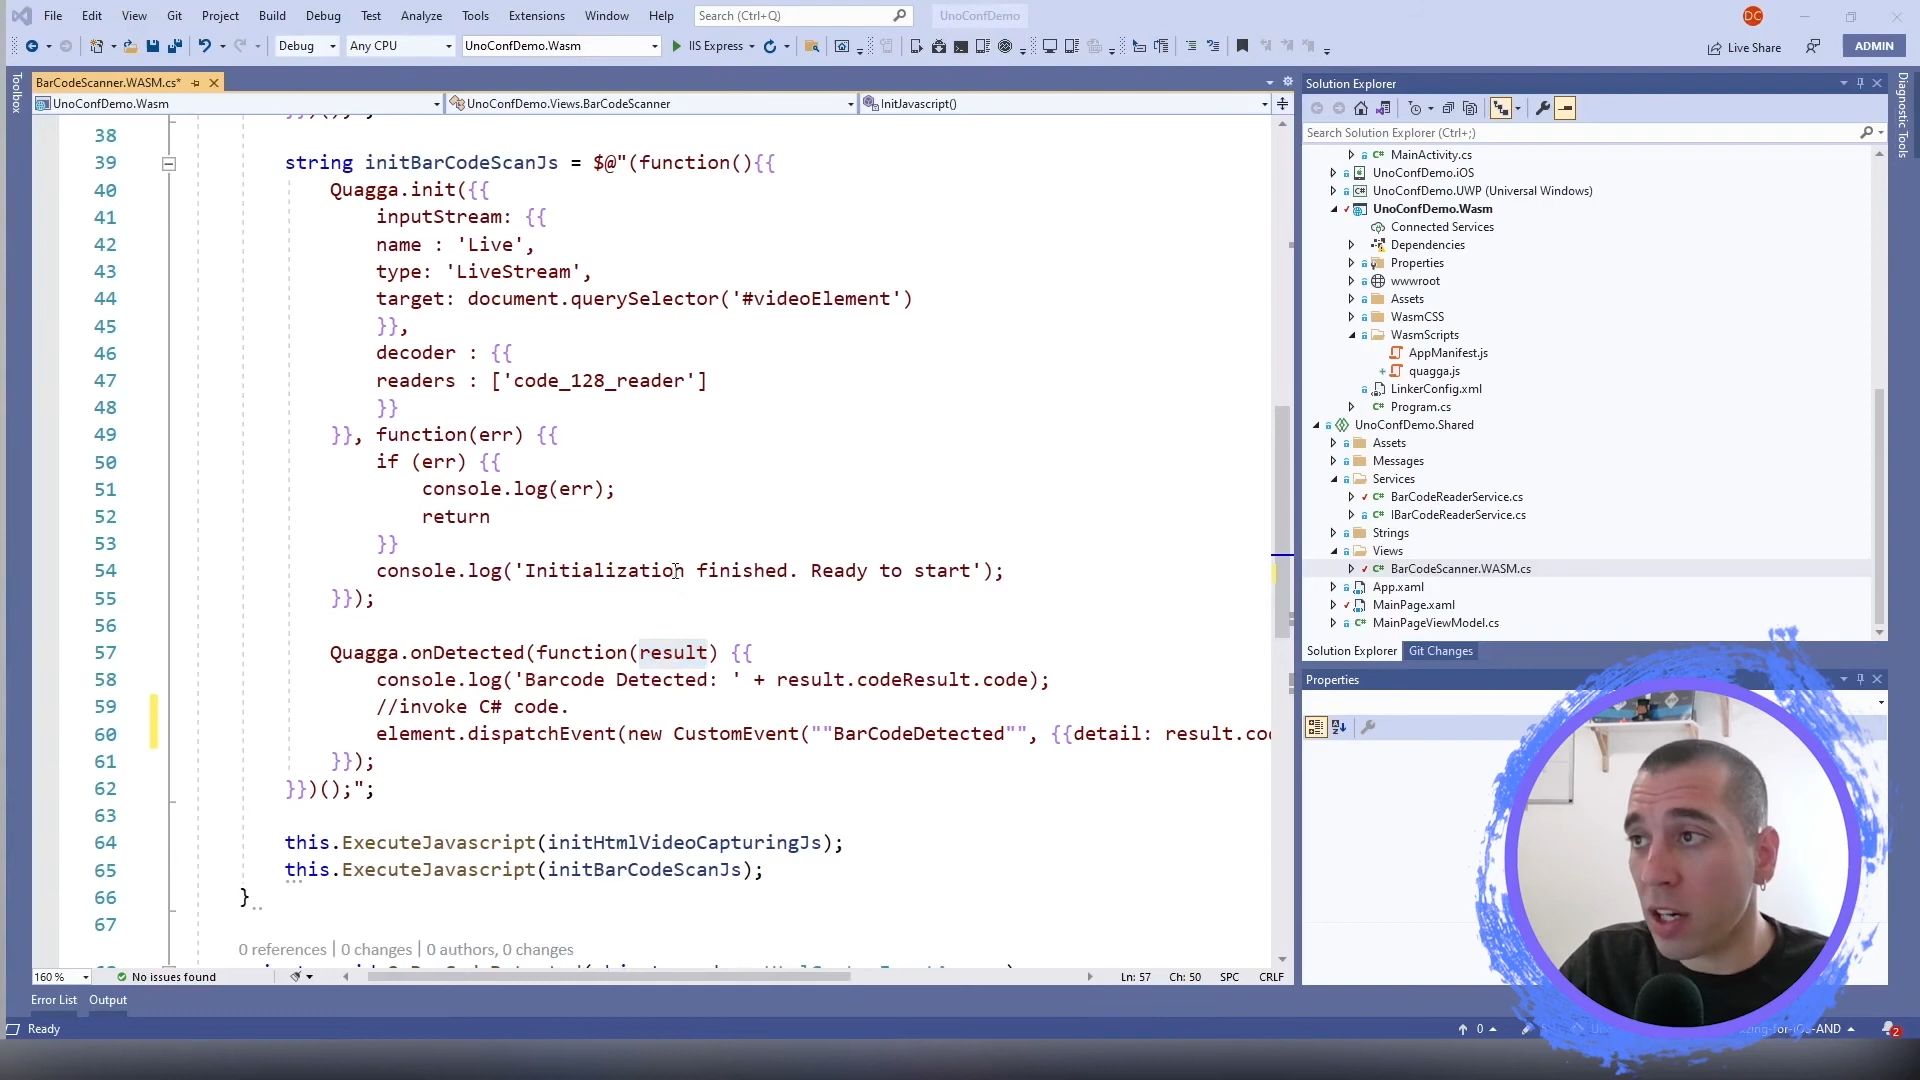 File Edit View Git Project Build Debug Test Analyze Tools Extensions Window Help Search (Ctrl+Q) UnoConfDemo DC
Debug Any CPU UnoConfDemo.Wasm IIS Express Live Share ADMIN
Toolbox
BarCodeScanner.WASM.cs*
UnoConfDemo.Wasm UnoConfDemo.Views.BarCodeScanner InitJavascript()
38
39 string initBarCodeScanJs = $@"(function(){{
40 Quagga.init({{
41 inputStream: {{
42 name : 'Live',
43 type: 'LiveStream',
44 target: document.querySelector('#videoElement')
45 }},
46 decoder : {{
47 readers : ['code_128_reader']
48 }}
49 }}, function(err) {{
50 if (err) {{
51 console.log(err);
52 return
53 }}
54 console.log('Initialization finished. Ready to start');
55 }});
56
57 Quagga.onDetected(function(result) {{
58 console.log('Barcode Detected: ' + result.codeResult.code);
59 //invoke C# code.
60 element.dispatchEvent(new CustomEvent(""BarCodeDetected"", {{detail: result.co
61 }});
62 }})();";
63
64 this.ExecuteJavascript(initHtmlVideoCapturingJs);
65 this.ExecuteJavascript(initBarCodeScanJs);
66 }
67
0 references | 0 changes | 0 authors, 0 changes
160 % No issues found Ln: 57 Ch: 50 SPC CRLF
Error List Output
Ready
Solution Explorer
Search Solution Explorer (Ctrl+;)
MainActivity.cs
UnoConfDemo.iOS
UnoConfDemo.UWP (Universal Windows)
UnoConfDemo.Wasm
Connected Services
Dependencies
Properties
wwwroot
Assets
WasmCSS
WasmScripts
AppManifest.js
quagga.js
LinkerConfig.xml
Program.cs
UnoConfDemo.Shared
Assets
Messages
Services
BarCodeReaderService.cs
IBarCodeReaderService.cs
Strings
Views
BarCodeScanner.WASM.cs
App.xaml
MainPage.xaml
MainPageViewModel.cs
Solution Explorer Git Changes
Properties
Diagnostic Tools
0
-AND
2